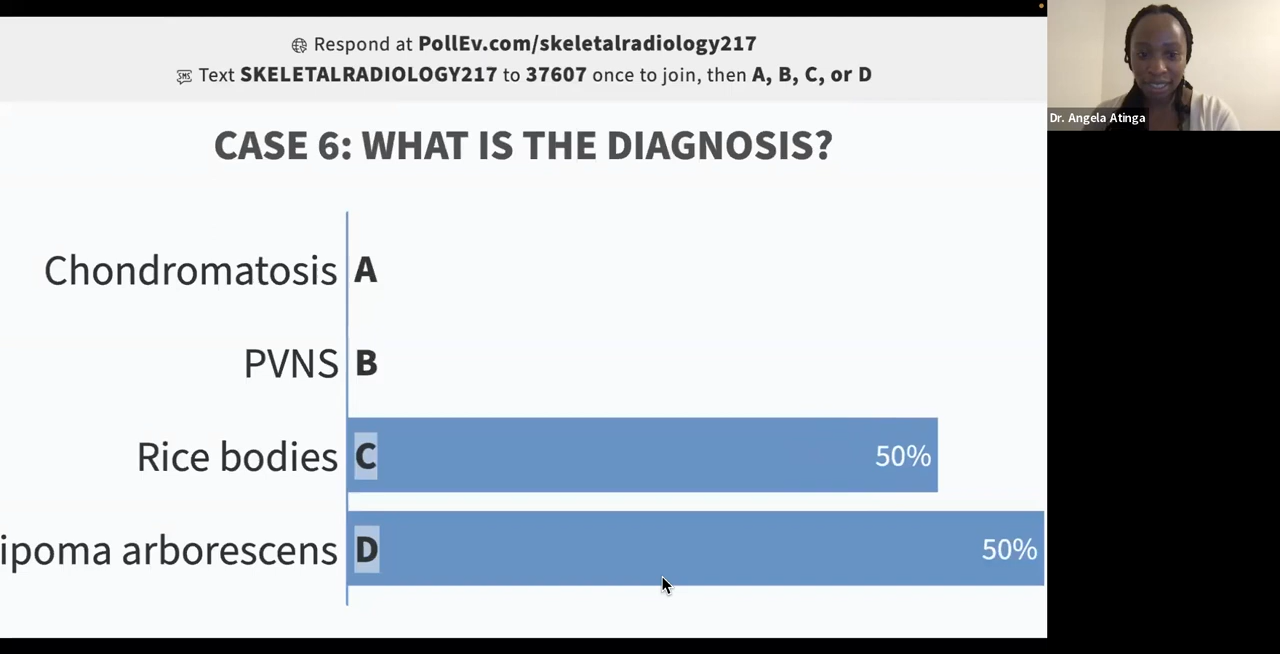 Respond at PollEv.com/skeletalradiology217
Text SKELETALRADIOLOGY217 to 37607 once to join, then A, B, C, or D
Dr. Angela Atinga
CASE 6: WHAT IS THE DIAGNOSIS?
Chondromatosis A
PVNS B
Rice bodies C 50%
ipoma arborescens D 50%